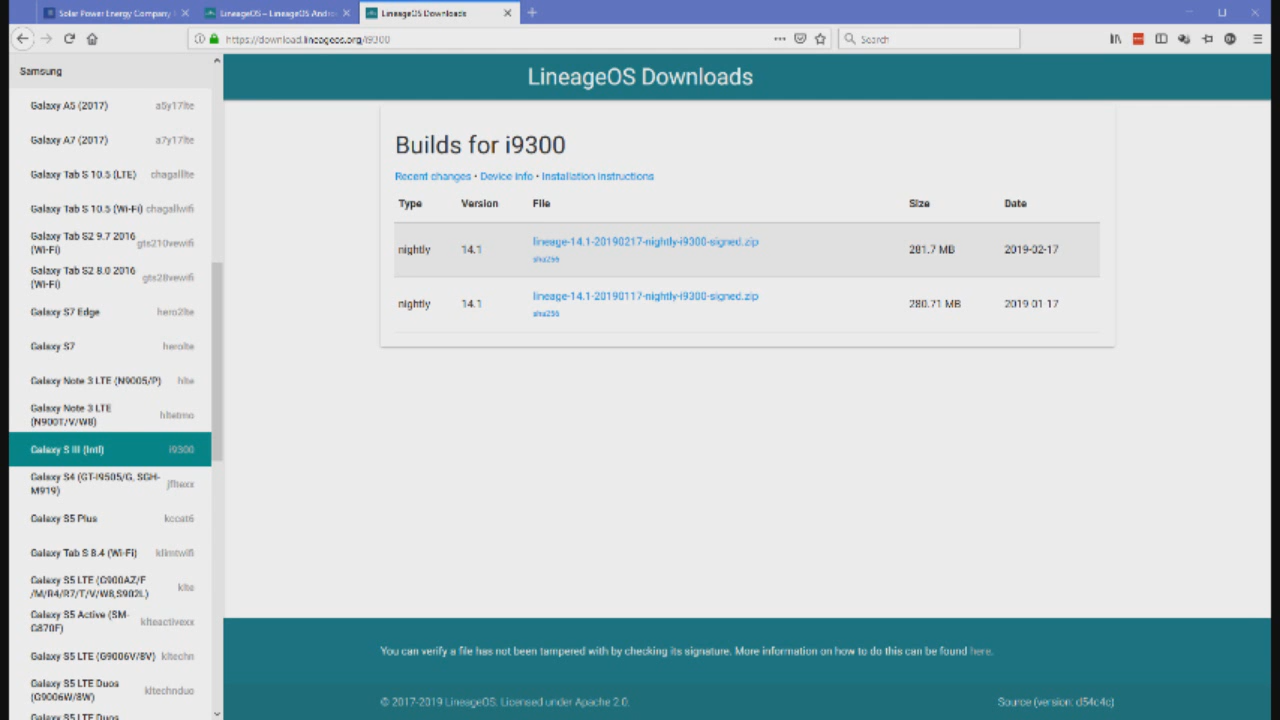 Solar Power Energy Company
LineageOS – LineageOS Andro
LineageOS Downloads
https://download.lineageos.org/i9300
Search
Samsung
Galaxy A5 (2017) a5y17lte
Galaxy A7 (2017) a7y17lte
Galaxy Tab S 10.5 (LTE) chagalllte
Galaxy Tab S 10.5 (Wi-Fi) chagallwifi
Galaxy Tab S2 9.7 2016
(Wi-Fi) gts210vewifi
Galaxy Tab S2 8.0 2016
(Wi-Fi) gts28vewifi
Galaxy S7 Edge hero2lte
Galaxy S7 herolte
Galaxy Note 3 LTE (N9005/P) hlte
Galaxy Note 3 LTE
(N900T/V/W8) hltetmo
Galaxy S III (Intl) i9300
Galaxy S4 (GT-I9505/G, SGH-
M919) jfltexx
Galaxy S5 Plus kccat6
Galaxy Tab S 8.4 (Wi-Fi) klimtwifi
Galaxy S5 LTE (G900AZ/F
/M/R4/R7/T/V/W8,S902L) klte
Galaxy S5 Active (SM-
G870F) klteactivexx
Galaxy S5 LTE (G9006V/8V) kltechn
Galaxy S5 LTE Duos
(G9006W/8W) kltechnduo
Galaxy S5 LTE Duos
LineageOS Downloads
Builds for i9300
Recent changes • Device info • Installation instructions
Type Version File Size Date
nightly 14.1 lineage-14.1-20190217-nightly-i9300-signed.zip 281.7 MB 2019-02-17
sha256
nightly 14.1 lineage-14.1-20190117-nightly-i9300-signed.zip 280.71 MB 2019-01-17
sha256
You can verify a file has not been tampered with by checking its signature. More information on how to do this can be found here.
© 2017-2019 LineageOS. Licensed under Apache 2.0.
Source (version: d54c4c)